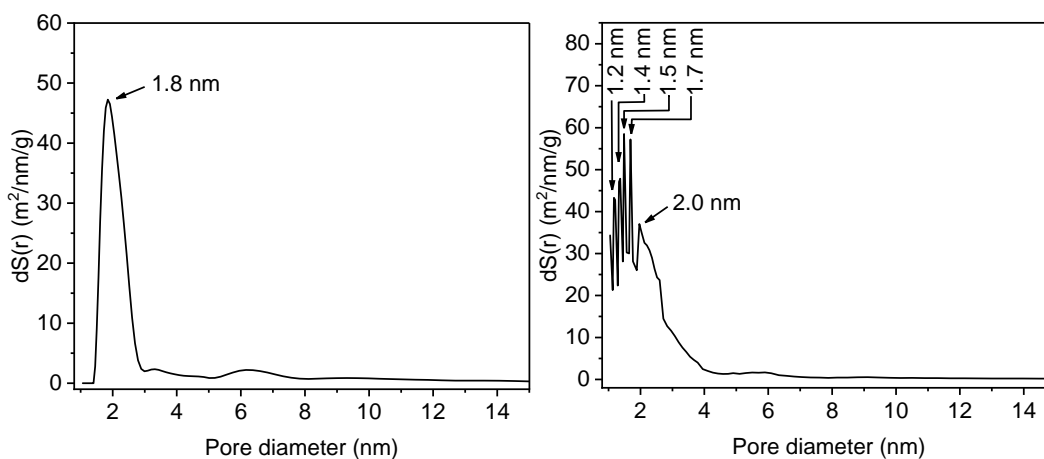 60
50
40
30
20
10
0
dS(r) (m²/nm/g)
1.8 nm
2 4 6 8 10 12 14
Pore diameter (nm)
80
70
60
50
40
30
20
10
0
dS(r) (m²/nm/g)
1.2 nm
1.4 nm
1.5 nm
1.7 nm
2.0 nm
2 4 6 8 10 12 14
Pore diameter (nm)